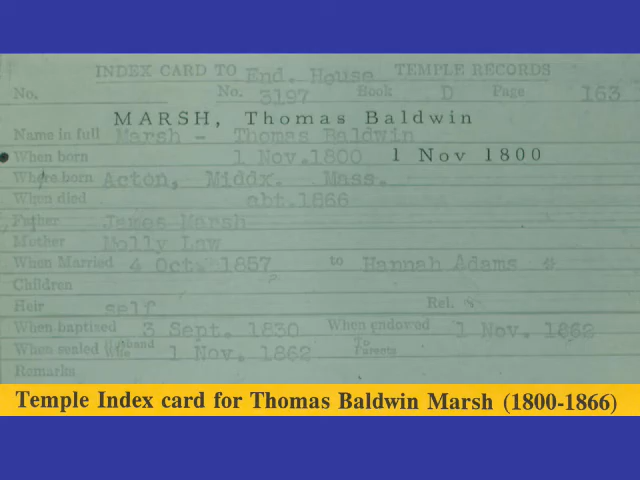 INDEX CARD TO End. House TEMPLE RECORDS
No. No. 3197 Book D Page 163
MARSH, Thomas Baldwin
Name in full Marsh - Thomas Baldwin
When born 1 Nov.1800 1 Nov 1800
Where born Acton, Middx. Mass.
When died abt.1866
Father James Marsh
Mother Molly Law
When Married 4 Oct. 1857 to Hannah Adams #
Children
Heir self Rel.
When baptised 3 Sept. 1830 When endowed 1 Nov. 1862
When sealed Husband Wife 1 Nov. 1862 To Parents
Remarks
Temple Index card for Thomas Baldwin Marsh (1800-1866)